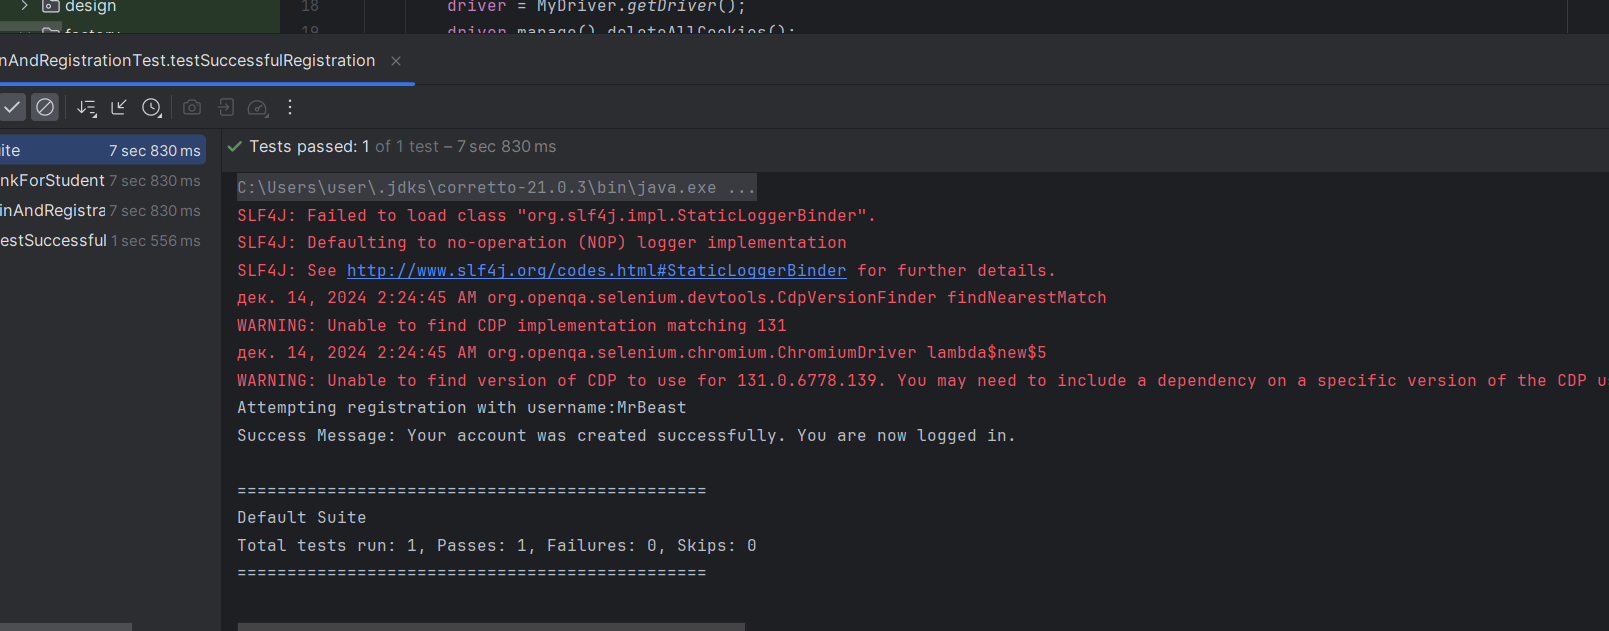 design
18
driver = MyDriver.getDriver();
19
driver.manage().deleteAllCookies();
nAndRegistrationTest.testSuccessfulRegistration
ite 7 sec 830 ms
nkForStudent 7 sec 830 ms
inAndRegistra 7 sec 830 ms
estSuccessful 1 sec 556 ms
Tests passed: 1 of 1 test – 7 sec 830 ms
C:\Users\user\.jdks\corretto-21.0.3\bin\java.exe ...
SLF4J: Failed to load class "org.slf4j.impl.StaticLoggerBinder".
SLF4J: Defaulting to no-operation (NOP) logger implementation
SLF4J: See http://www.slf4j.org/codes.html#StaticLoggerBinder for further details.
дек. 14, 2024 2:24:45 AM org.openqa.selenium.devtools.CdpVersionFinder findNearestMatch
WARNING: Unable to find CDP implementation matching 131
дек. 14, 2024 2:24:45 AM org.openqa.selenium.chromium.ChromiumDriver lambda$new$5
WARNING: Unable to find version of CDP to use for 131.0.6778.139. You may need to include a dependency on a specific version of the CDP u
Attempting registration with username:MrBeast
Success Message: Your account was created successfully. You are now logged in.
===============================================
Default Suite
Total tests run: 1, Passes: 1, Failures: 0, Skips: 0
===============================================